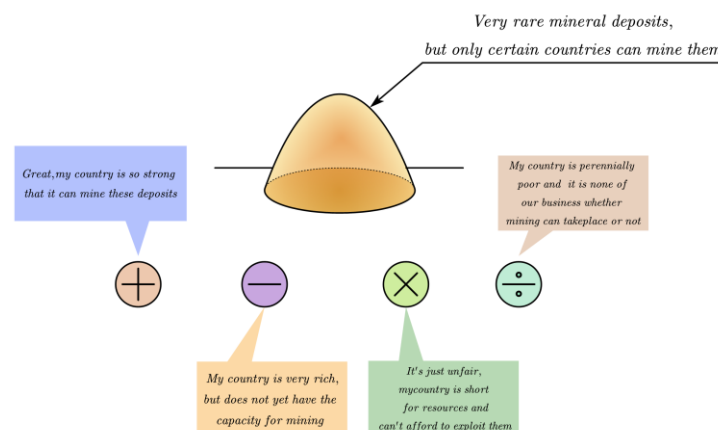 Very rare mineral deposits,
but only certain countries can mine them
Great,my country is so strong
that it can mine these deposits
My country is perennially
poor and it is none of
our business whether
mining can takeplace or not
My country is very rich,
but does not yet have the
capacity for mining
It's just unfair,
mycountry is short
for resources and
can't afford to exploit them